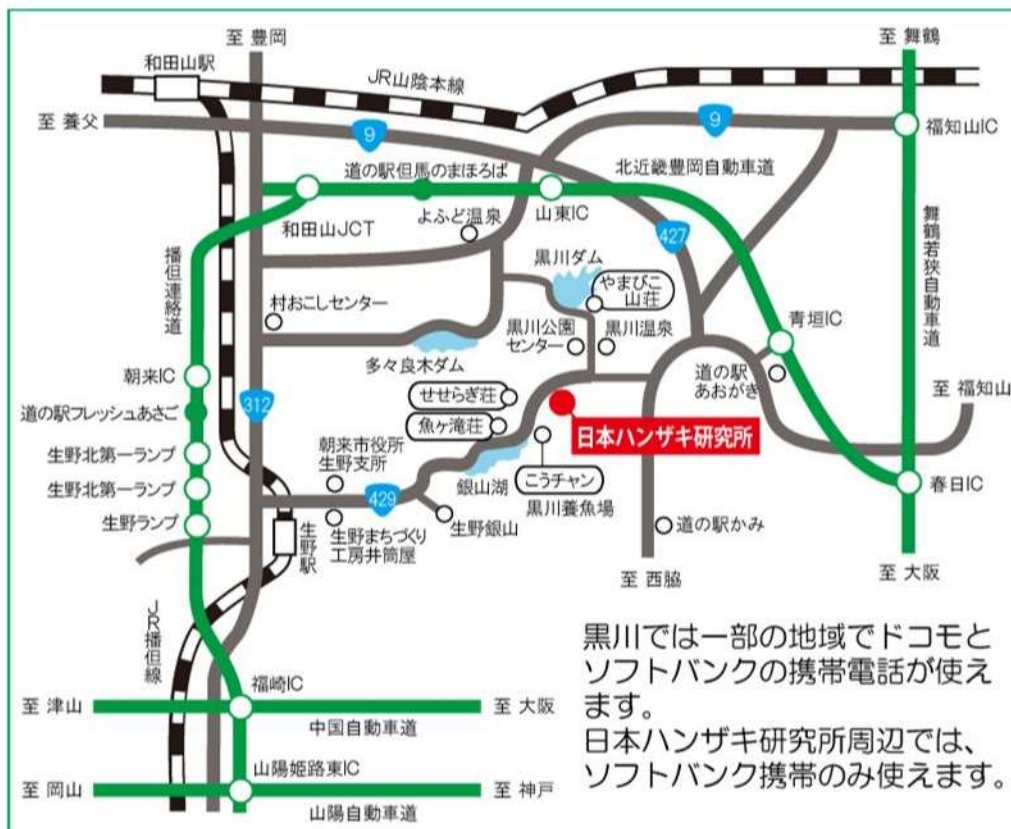 至 豊岡
至 舞鶴
和田山駅
JR山陰本線
至 養父
9
9
福知山IC
道の駅但馬のまほろば
北近畿豊岡自動車道
和田山JCT
よふど温泉
山東IC
427
舞鶴若狭自動車道
播但連絡道
黒川ダム
やまびこ
山荘
村おこしセンター
黒川公園
センター
黒川温泉
青垣IC
多々良木ダム
道の駅
あおがき
至 福知山
朝来IC
312
せせらぎ荘
道の駅フレッシュあさご
魚ヶ滝荘
日本ハンザキ研究所
生野北第一ランプ
朝来市役所
生野支所
生野北第一ランプ
429
銀山湖
こうチャン
黒川養魚場
春日IC
生野ランプ
生野駅
生野まちづくり
工房井筒屋
生野銀山
道の駅かみ
至 西脇
至 大阪
JR播但線
福崎IC
至 津山
至 大阪
中国自動車道
山陽姫路東IC
至 岡山
至 神戸
山陽自動車道
黒川では一部の地域でドコモと
ソフトバンクの携帯電話が使え
ます。
日本ハンザキ研究所周辺では、
ソフトバンク携帯のみ使えます。